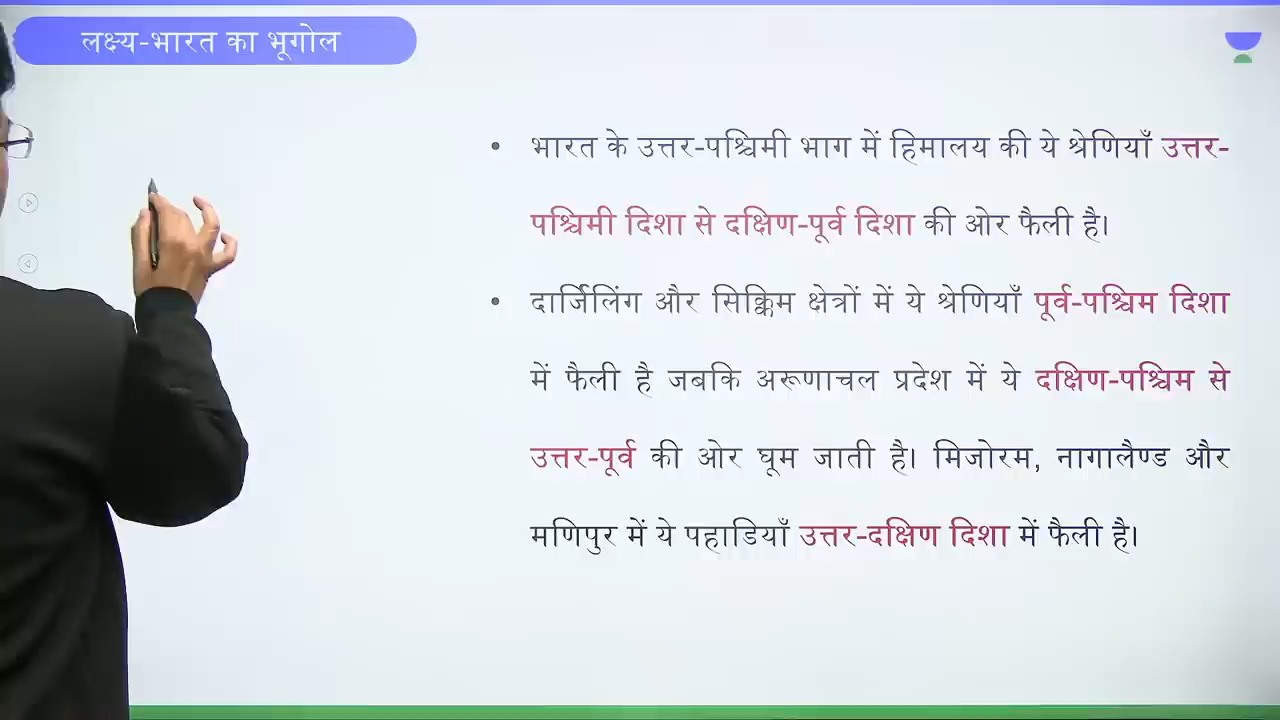 लक्ष्य-भारत का भूगोल
• भारत के उत्तर-पश्चिमी भाग में हिमालय की ये श्रेणियाँ उत्तर-
पश्चिमी दिशा से दक्षिण-पूर्व दिशा की ओर फैली है।
• दार्जिलिंग और सिक्किम क्षेत्रों में ये श्रेणियाँ पूर्व-पश्चिम दिशा
में फैली है जबकि अरूणाचल प्रदेश में ये दक्षिण-पश्चिम से
उत्तर-पूर्व की ओर घूम जाती है। मिजोरम, नागालैण्ड और
मणिपुर में ये पहाडियाँ उत्तर-दक्षिण दिशा में फैली है।